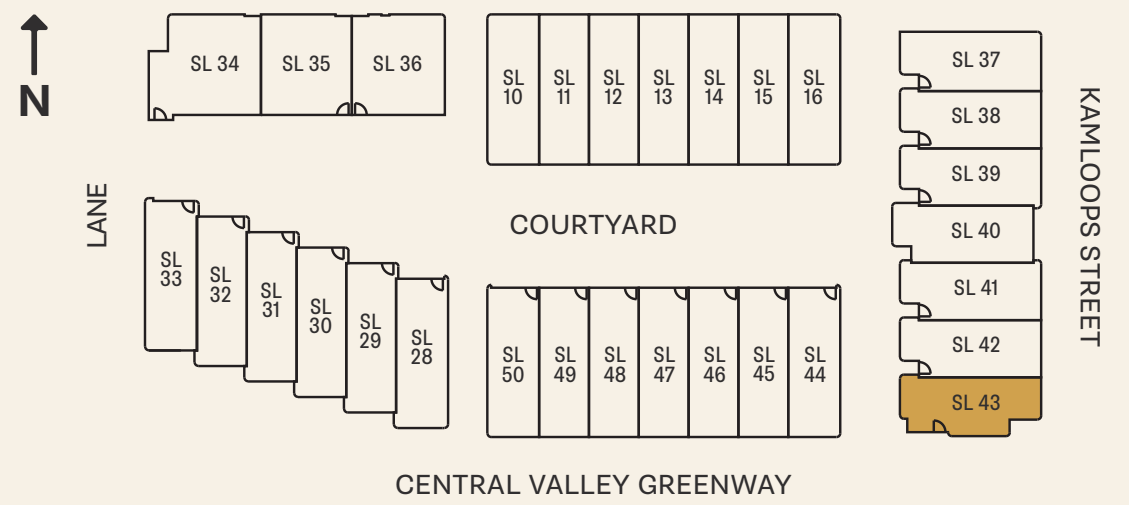 N
SL 34
SL 35
SL 36
SL
10
SL
11
SL
12
SL
13
SL
14
SL
15
SL
16
SL 37
SL 38
SL 39
SL 40
SL 41
SL 42
SL 43
KAMLOOPS STREET
LANE
COURTYARD
SL
33
SL
32
SL
31
SL
30
SL
29
SL
28
SL
50
SL
49
SL
48
SL
47
SL
46
SL
45
SL
44
CENTRAL VALLEY GREENWAY